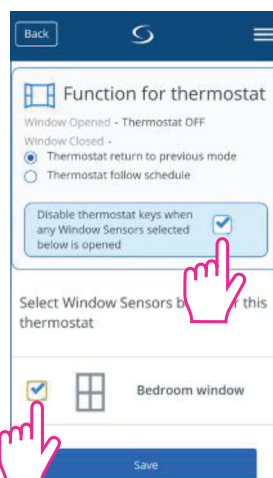 Back
Function for thermostat
Window Opened - Thermostat OFF
Window Closed -
Thermostat return to previous mode
Thermostat follow schedule
Disable thermostat keys when
any Window Sensors selected
below is opened
Select Window Sensors b r this
thermostat
Bedroom window
Save